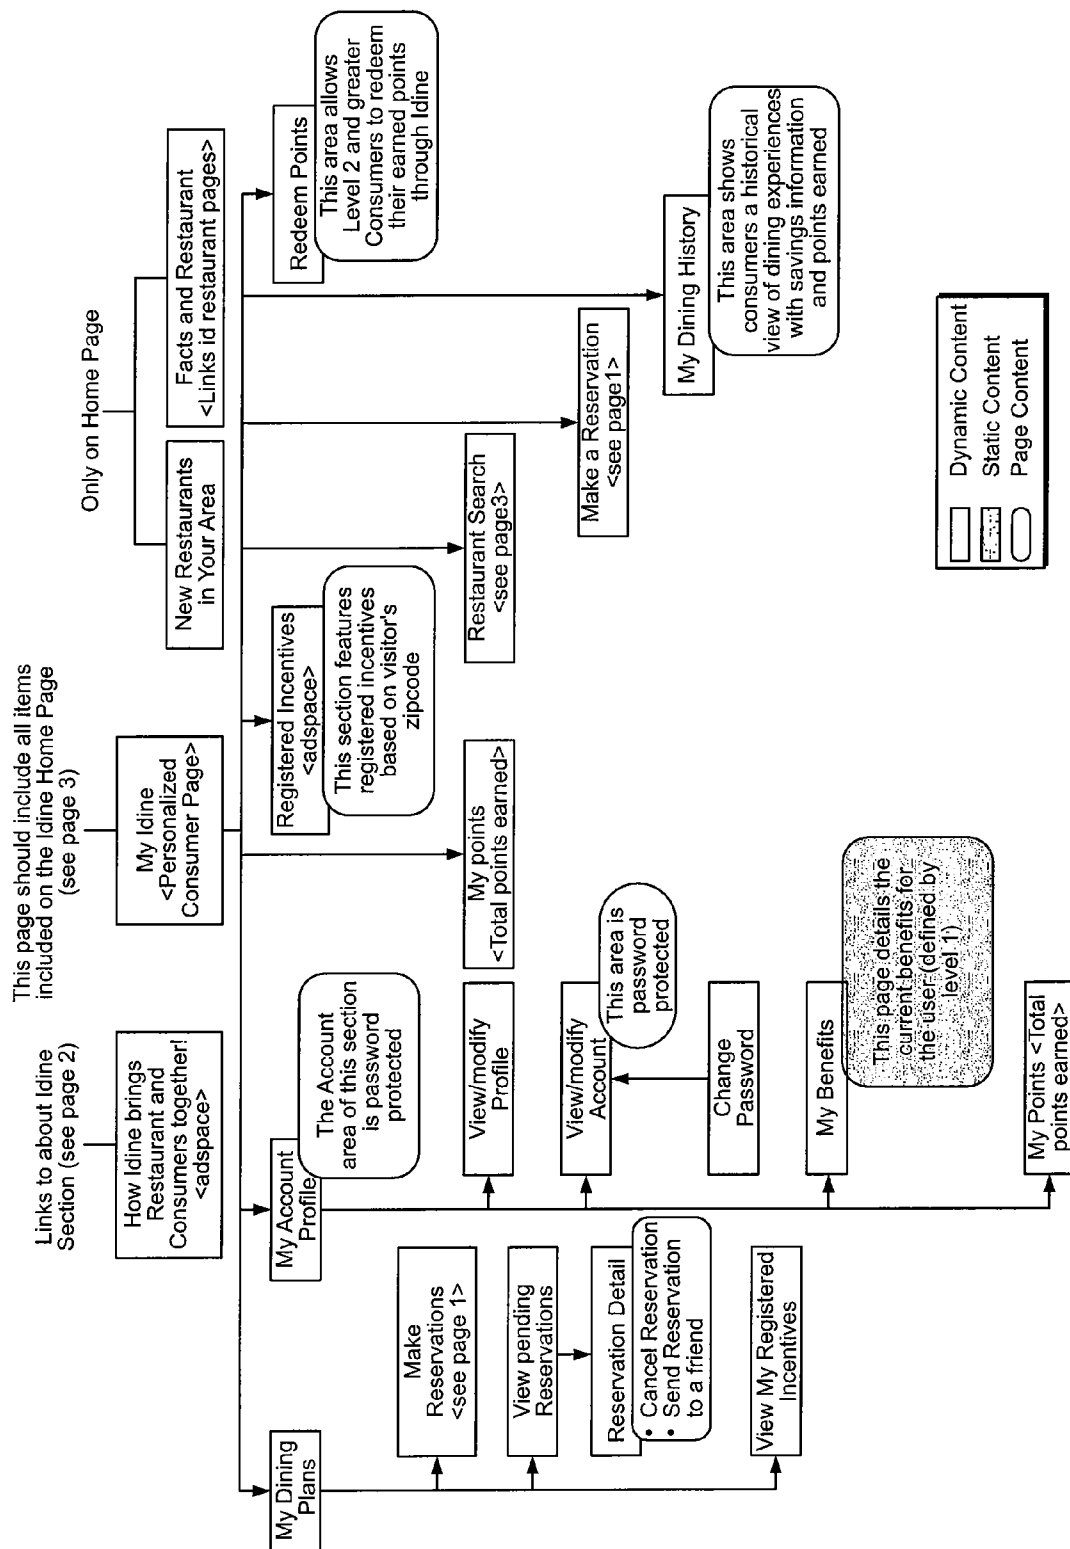 Links to about Idine
Section (see page 2)
This page should include all items
included on the Idine Home Page
(see page 3)
Only on Home Page
How Idine brings
Restaurant and
Consumers together!
<adspace>
My Idine
<Personalized
Consumer Page>
New Restaurants
in Your Area
Facts and Restaurant
<Links id restaurant pages>
My Dining
Plans
My Account
Profile
The Account
area of this section
is password
protected
Registered Incentives
<adspace>
This section features
registered incentives
based on visitor's
zipcode
Redeem Points
This area allows
Level 2 and greater
Consumers to redeem
their earned points
through Idine
Make
Reservations
<see page 1>
View pending
Reservations
Reservation Detail
• Cancel Reservation
• Send Reservation
to a friend
View My Registered
Incentives
View/modify
Profile
View/modify
Account
This area is
password
protected
Change
Password
My Benefits
This page details the
current benefits for
the user (defined by
level 1)
My Points <Total
points earned>
My points
<Total points earned>
Restaurant Search
<see page3>
Make a Reservation
<see page1>
My Dining History
This area shows
consumers a historical
view of dining experiences
with savings information
and points earned
Dynamic Content
Static Content
Page Content